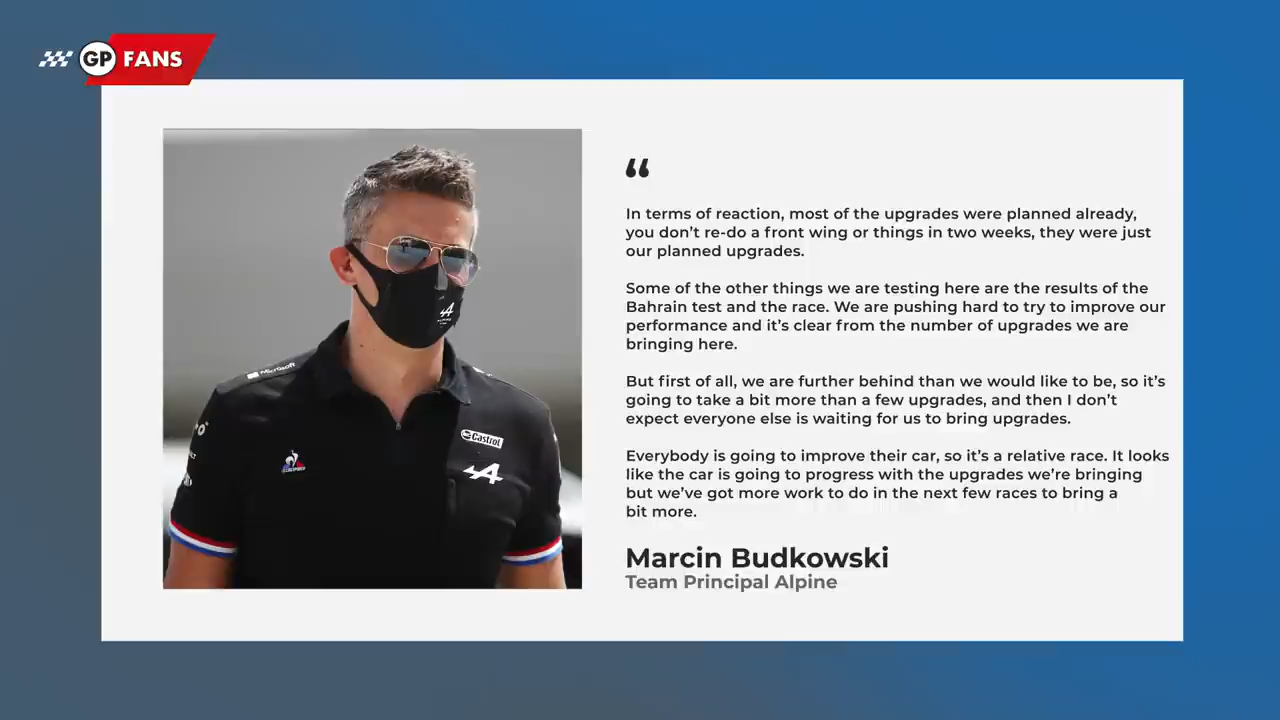 GP FANS
“
In terms of reaction, most of the upgrades were planned already,
you don’t re-do a front wing or things in two weeks, they were just
our planned upgrades.
Some of the other things we are testing here are the results of the
Bahrain test and the race. We are pushing hard to try to improve our
performance and it’s clear from the number of upgrades we are
bringing here.
But first of all, we are further behind than we would like to be, so it’s
going to take a bit more than a few upgrades, and then I don’t
expect everyone else is waiting for us to bring upgrades.
Everybody is going to improve their car, so it’s a relative race. It looks
like the car is going to progress with the upgrades we’re bringing
but we’ve got more work to do in the next few races to bring a
bit more.
Marcin Budkowski
Team Principal Alpine
Microsoft
Castrol